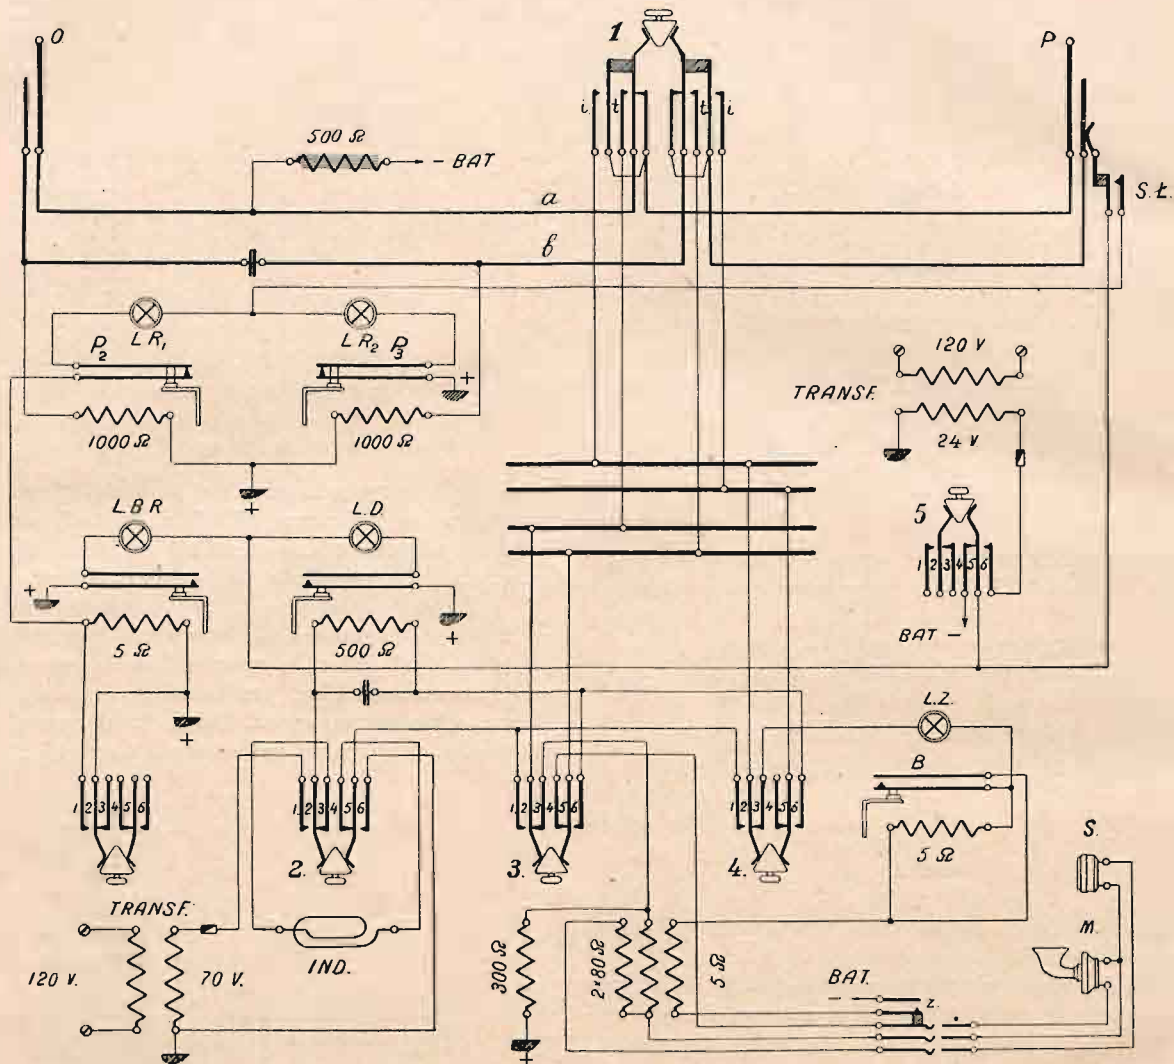 O.
1
P
i t t i
500 Ω
- BAT
a
S.Ł.
b
LR₁ LR₂
P₂ P₃
+
1000 Ω 1000 Ω
+
120 V
TRANSF.
24 V
L.B.R L.D.
5
+
+
1 2 3 4 5 6
5 Ω 500 Ω
BAT -
+
L.Z.
B
1 2 3 4 5 6
1. 2 3 4 5 6
1. 2 3 4 5 6
1 2 3 4 5 6
5 Ω
S.
2. 3. 4.
TRANSF.
M.
120 V. 70 V.
IND.
300 Ω
2×80 Ω
5 Ω
BAT.
- z.
+